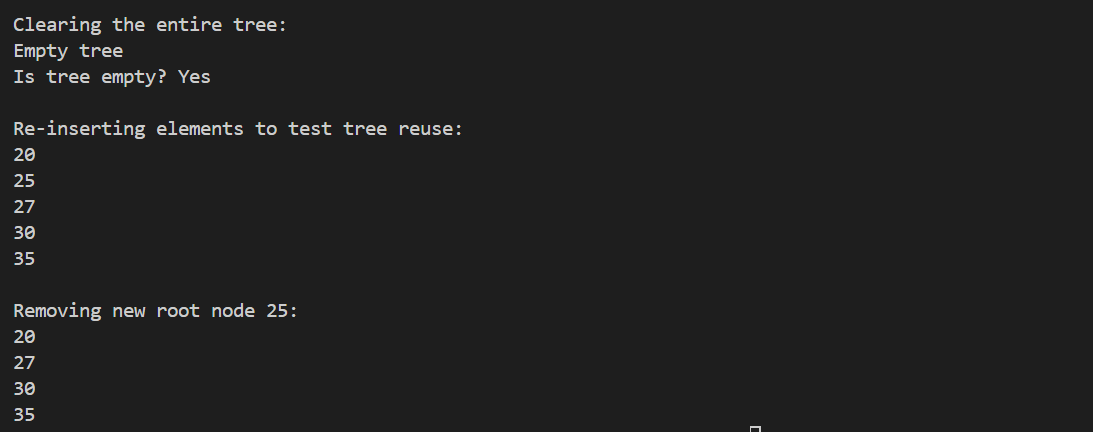 Clearing the entire tree:
Empty tree
Is tree empty? Yes
Re-inserting elements to test tree reuse:
20
25
27
30
35
Removing new root node 25:
20
27
30
35